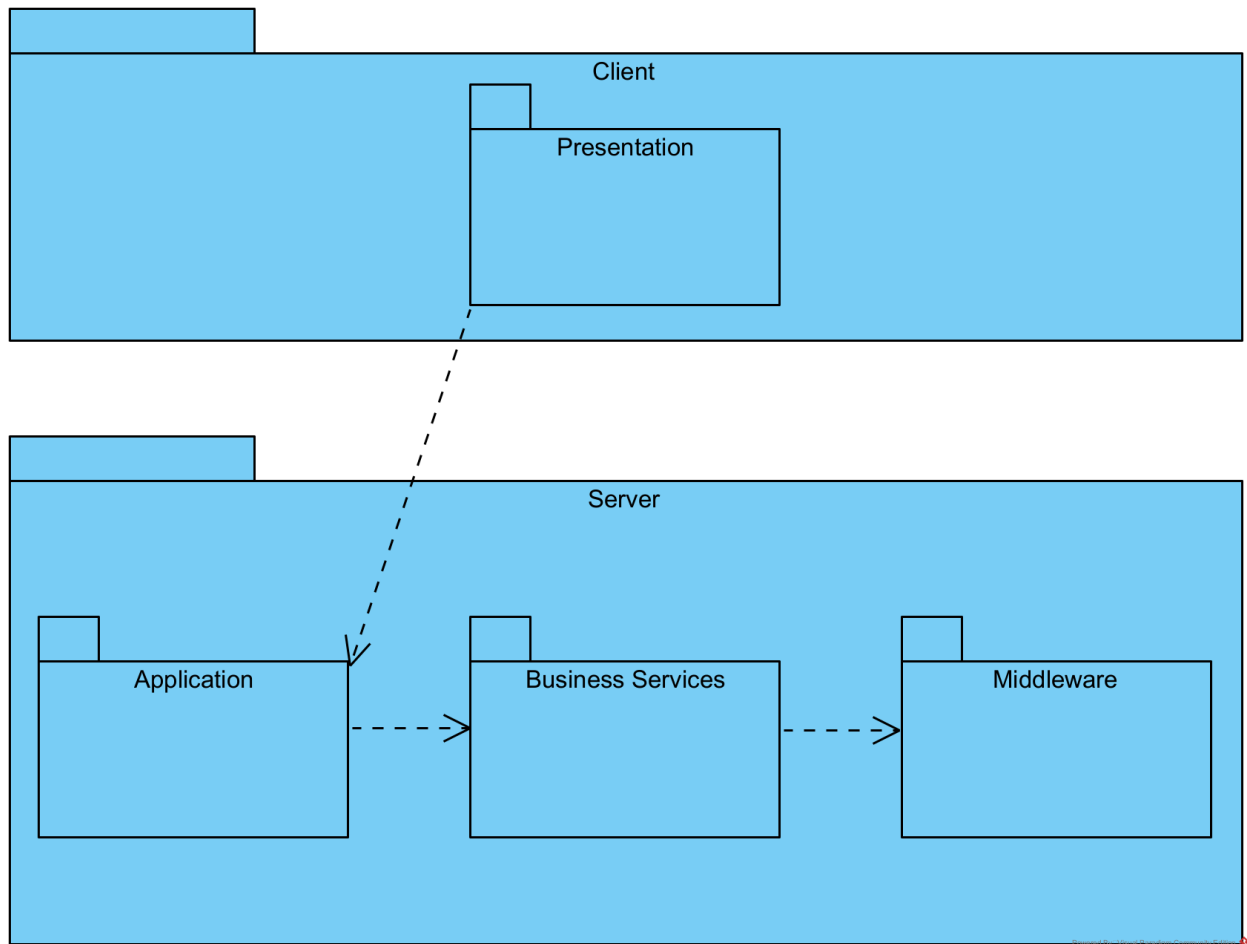 Client
Presentation
Server
Application
Business Services
Middleware